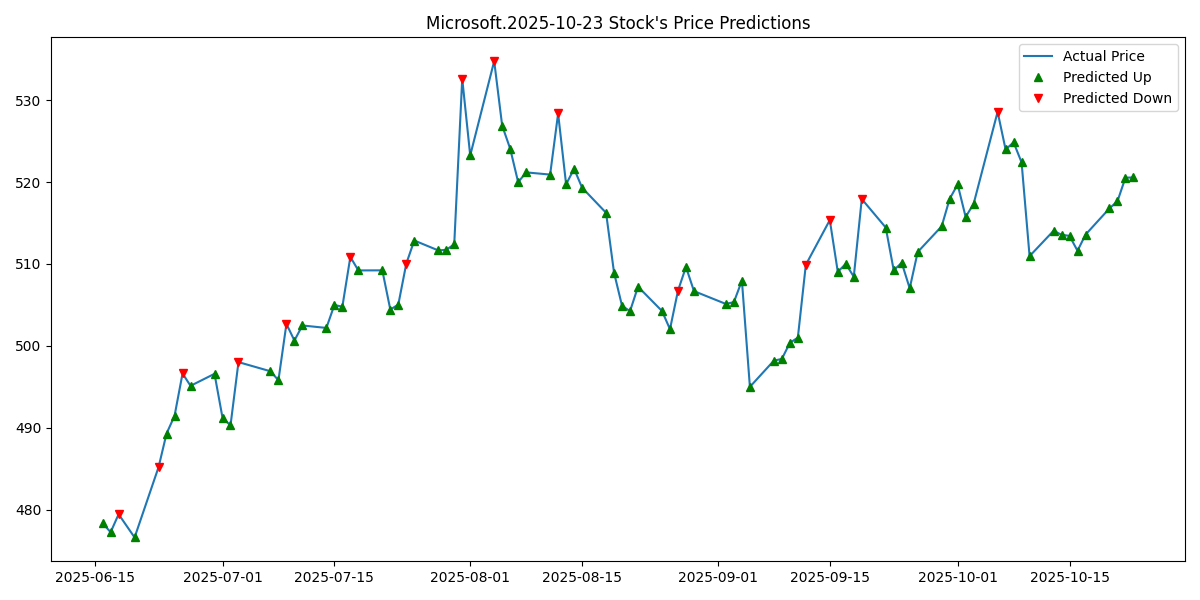 Microsoft.2025-10-23 Stock's Price Predictions
Actual Price
Predicted Up
Predicted Down
530
520
510
500
490
480
2025-06-15 2025-07-01 2025-07-15 2025-08-01 2025-08-15 2025-09-01 2025-09-15 2025-10-01 2025-10-15